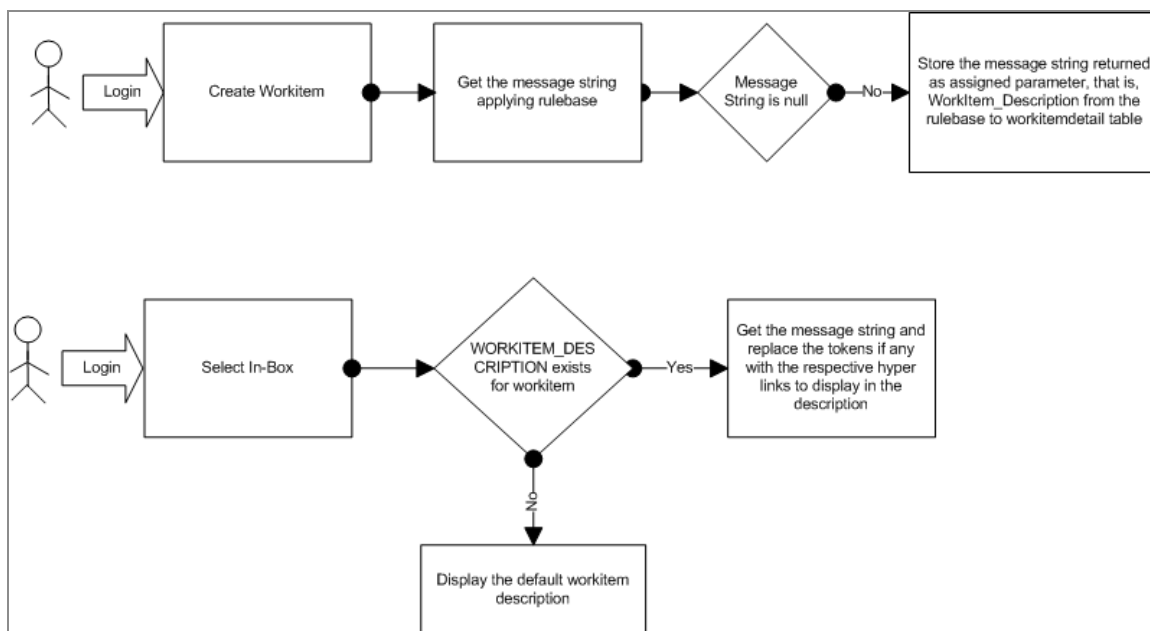 Login
Create Workitem
Get the message string
applying rulebase
Message
String is null
No
Store the message string returned
as assigned parameter, that is,
WorkItem_Description from the
rulebase to workitemdetail table
Login
Select In-Box
WORKITEM_DES
CRIPTION exists
for workitem
Yes
Get the message string and
replace the tokens if any
with the respective hyper
links to display in the
description
No
Display the default workitem
description